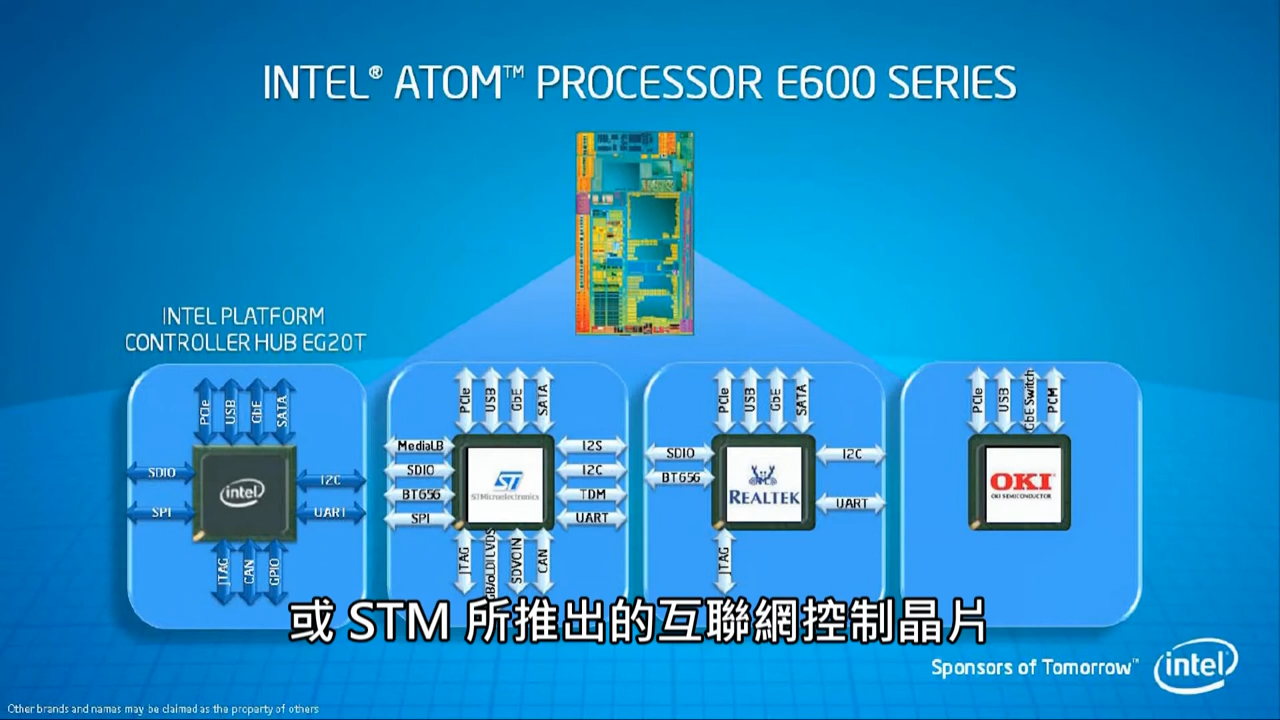 INTEL® ATOM™ PROCESSOR E600 SERIES
INTEL PLATFORM
CONTROLLER HUB EG20T
PCIe USB GbE SATA
SDIO
SPI
intel
I2C
UART
JTAG CAN GPIO
PCIe USB GbE SATA
MediaLB
SDIO
BT656
SPI
ST
STMicroelectronics
I2S
I2C
TDM
UART
JTAG SDVOIN CAN
PCIe USB GbE SATA
SDIO
BT656
REALTEK
I2C
UART
JTAG
PCIe USB GbE Switch PCM
OKI
OKI SEMICONDUCTOR
或 STM 所推出的互聯網控制晶片
Sponsors of Tomorrow™
intel
Other brands and names may be claimed as the property of others